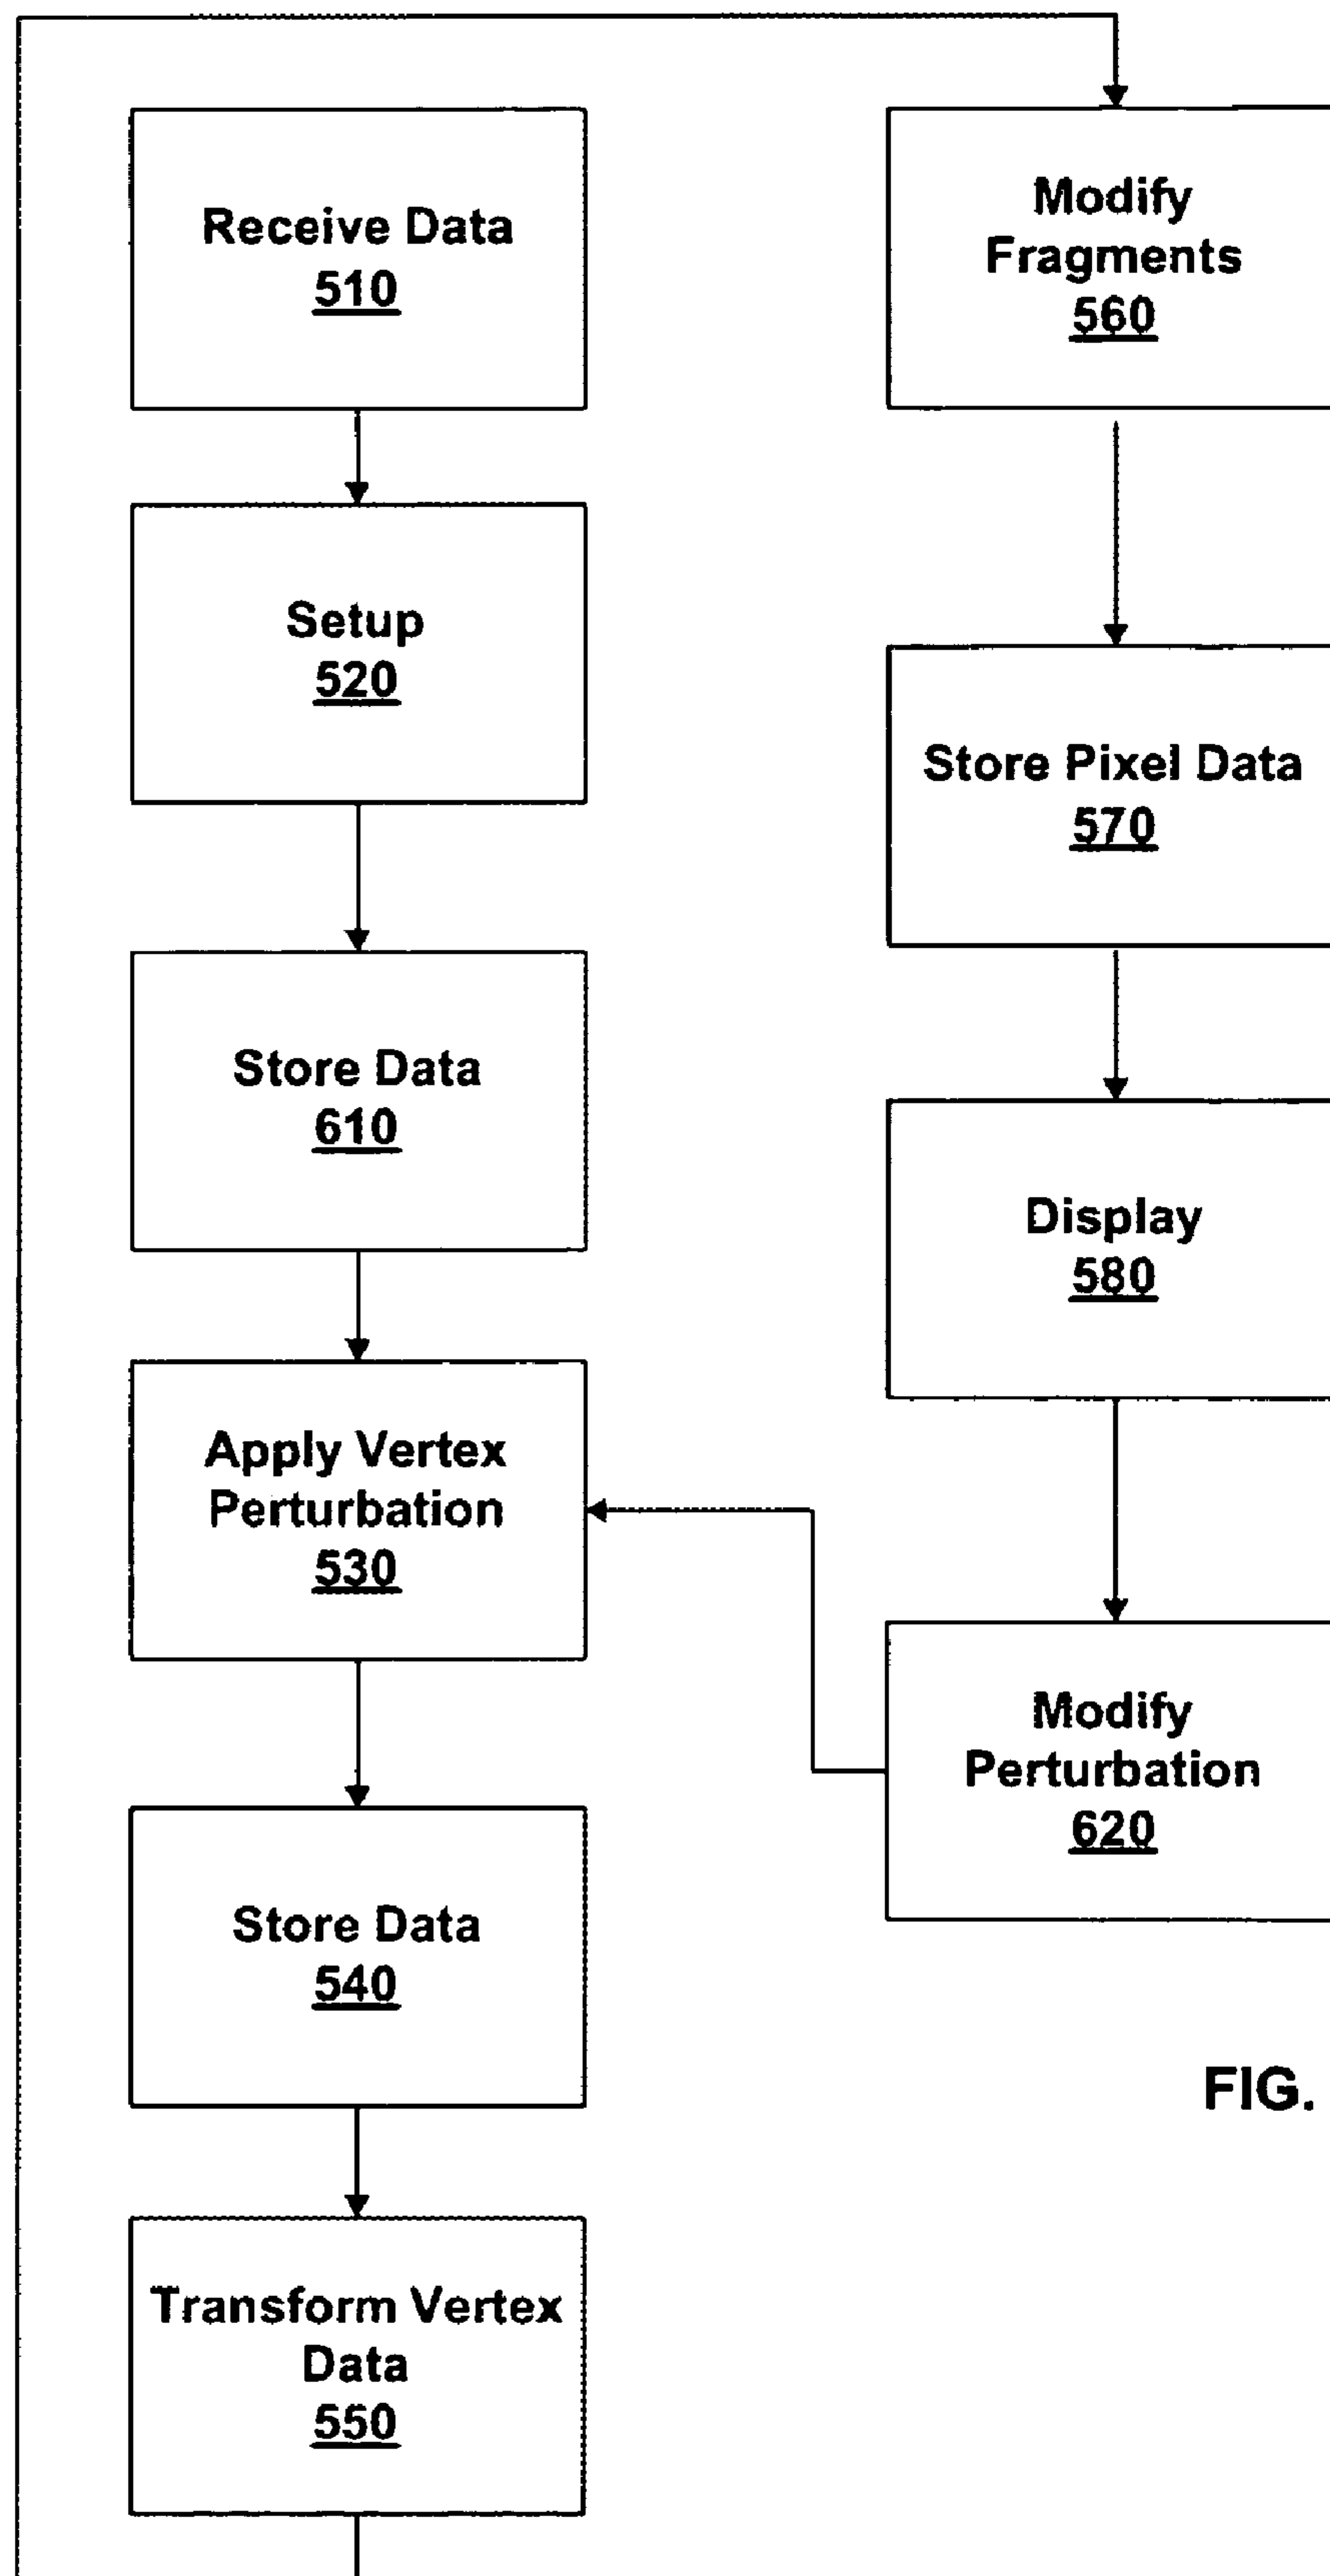 Receive Data
510
Setup
520
Store Data
610
Apply Vertex
Perturbation
530
Store Data
540
Transform Vertex
Data
550
Modify
Fragments
560
Store Pixel Data
570
Display
580
Modify
Perturbation
620
FIG.